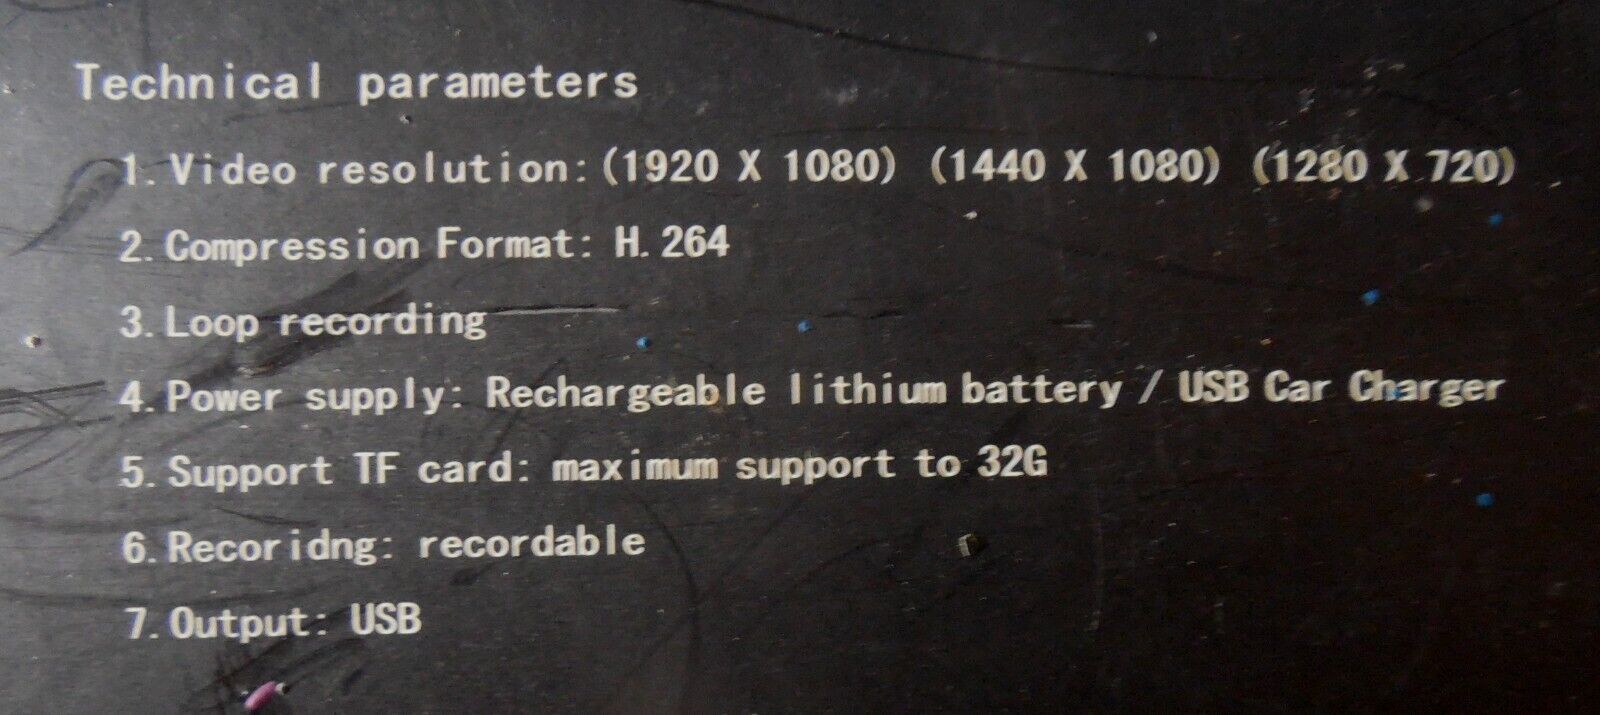 Technical parameters
1. Video resolution: (1920 X 1080) (1440 X 1080) (1280 X 720)
2. Compression Format: H.264
3. Loop recording
4. Power supply: Rechargeable lithium battery / USB Car Charger
5. Support TF card: maximum support to 32G
6. Recoridng: recordable
7. Output: USB